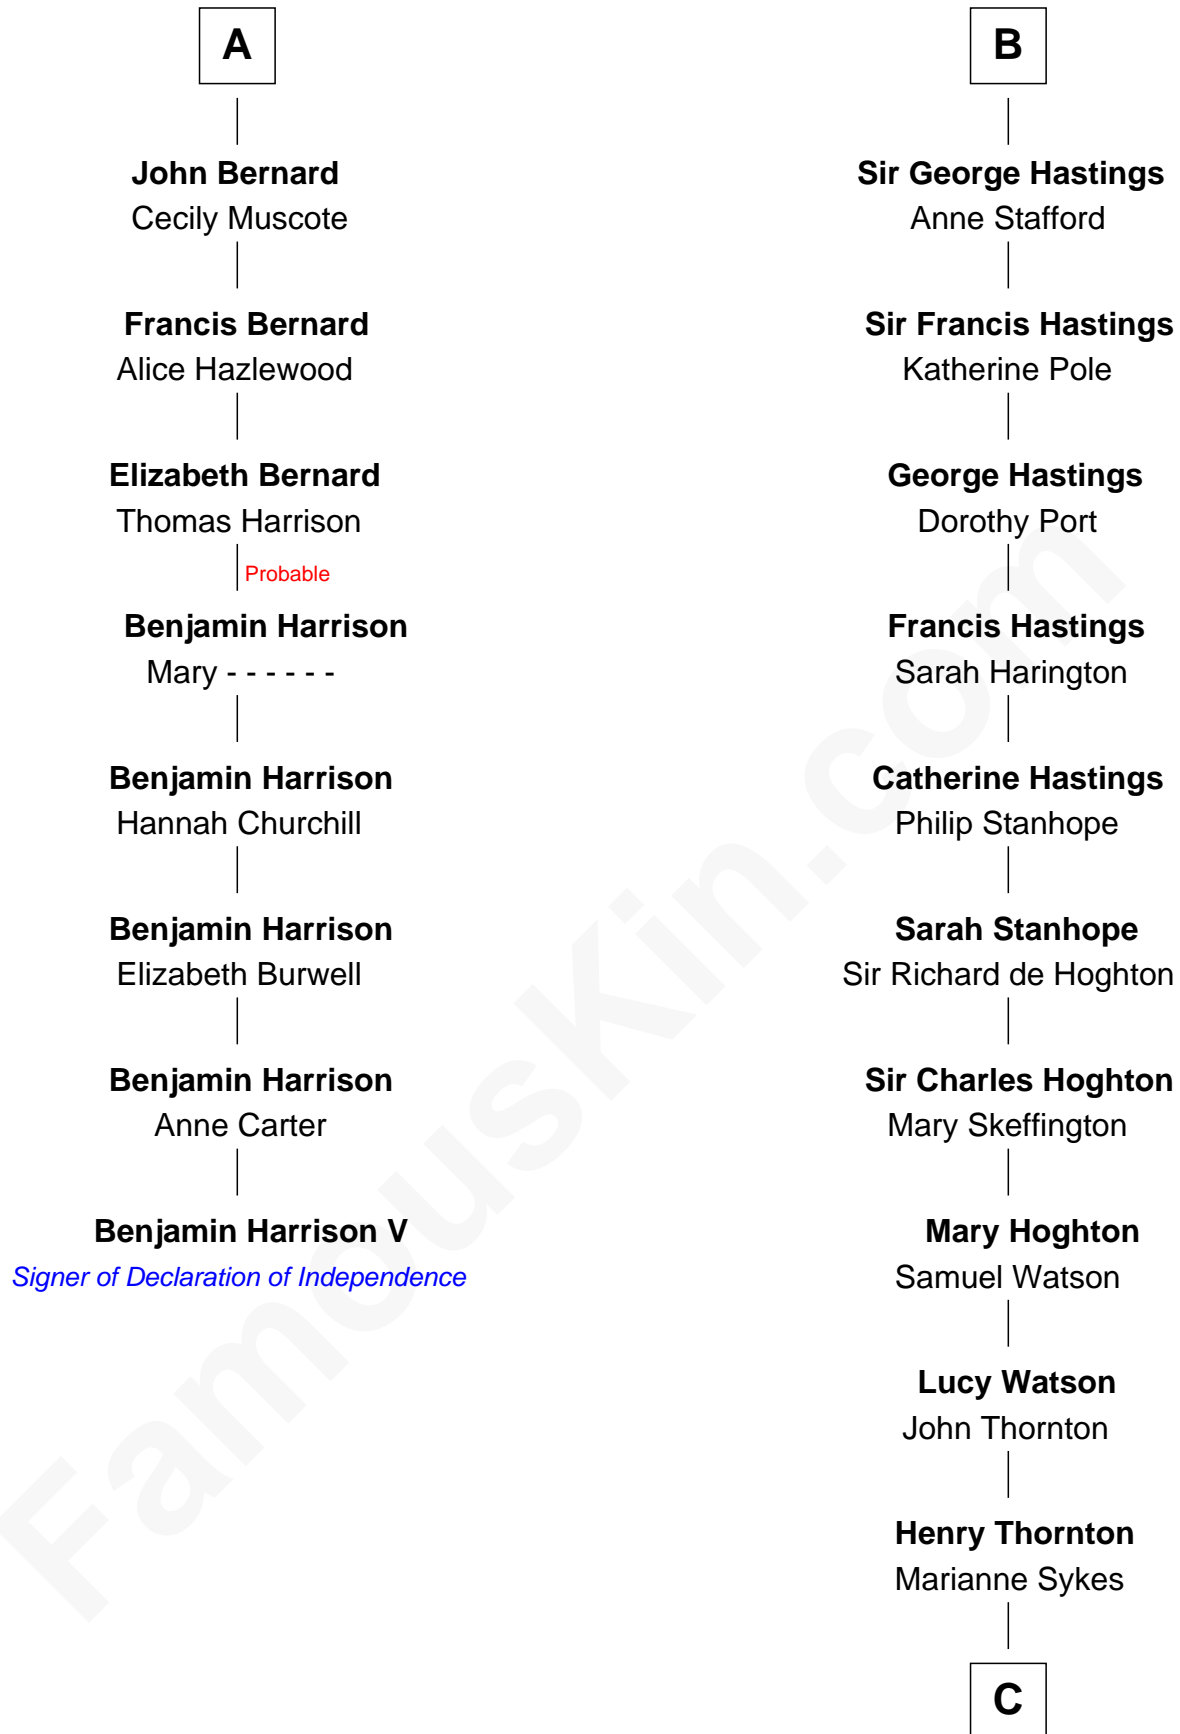 A
John Bernard
Cecily Muscote
Francis Bernard
Alice Hazlewood
Elizabeth Bernard
Thomas Harrison
Probable
Benjamin Harrison
Mary - - - - - -
Benjamin Harrison
Hannah Churchill
Benjamin Harrison
Elizabeth Burwell
Benjamin Harrison
Anne Carter
Benjamin Harrison V
Signer of Declaration of Independence
B
Sir George Hastings
Anne Stafford
Sir Francis Hastings
Katherine Pole
George Hastings
Dorothy Port
Francis Hastings
Sarah Harington
Catherine Hastings
Philip Stanhope
Sarah Stanhope
Sir Richard de Hoghton
Sir Charles Hoghton
Mary Skeffington
Mary Hoghton
Samuel Watson
Lucy Watson
John Thornton
Henry Thornton
Marianne Sykes
C
FamousKin.com